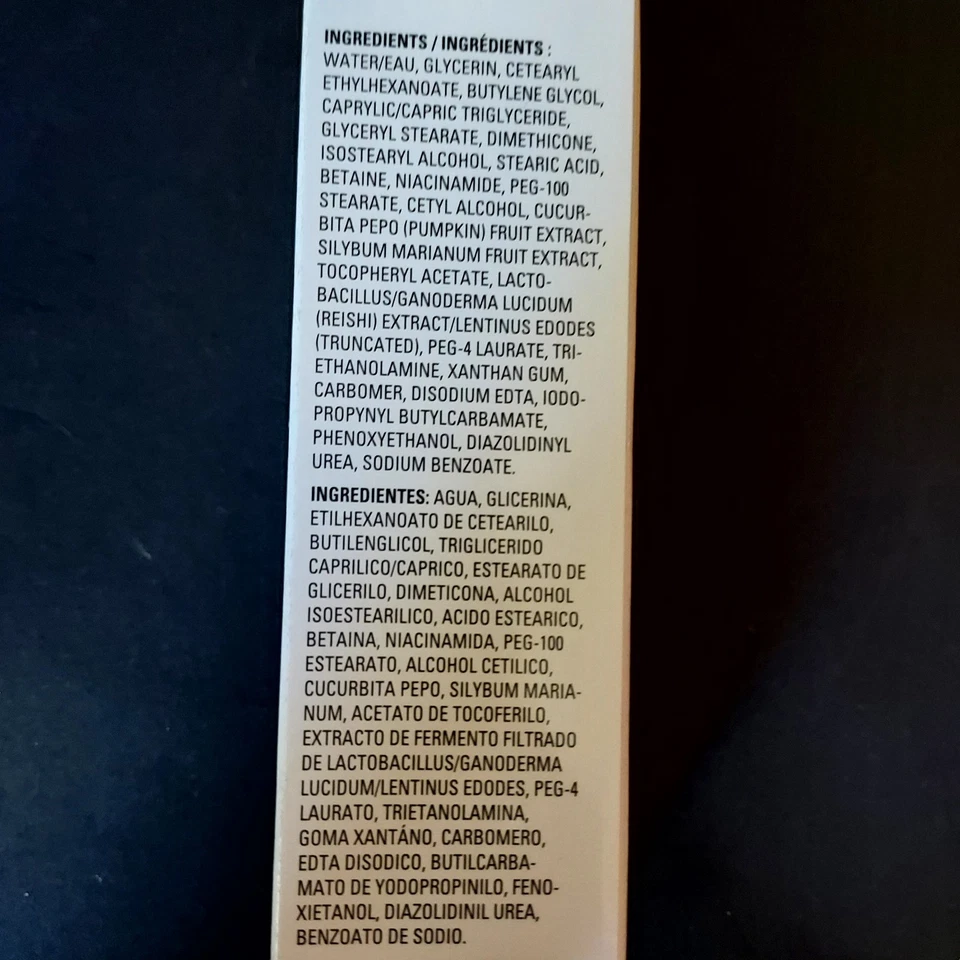 INGREDIENTS / INGRÉDIENTS :
WATER/EAU, GLYCERIN, CETEARYL
ETHYLHEXANOATE, BUTYLENE GLYCOL,
CAPRYLIC/CAPRIC TRIGLYCERIDE,
GLYCERYL STEARATE, DIMETHICONE,
ISOSTEARYL ALCOHOL, STEARIC ACID,
BETAINE, NIACINAMIDE, PEG-100
STEARATE, CETYL ALCOHOL, CUCUR-
BITA PEPO (PUMPKIN) FRUIT EXTRACT,
SILYBUM MARIANUM FRUIT EXTRACT,
TOCOPHERYL ACETATE, LACTO-
BACILLUS/GANODERMA LUCIDUM
(REISHI) EXTRACT/LENTINUS EDODES
(TRUNCATED), PEG-4 LAURATE, TRI-
ETHANOLAMINE, XANTHAN GUM,
CARBOMER, DISODIUM EDTA, IODO-
PROPYNYL BUTYLCARBAMATE,
PHENOXYETHANOL, DIAZOLIDINYL
UREA, SODIUM BENZOATE.
INGREDIENTES: AGUA, GLICERINA,
ETILHEXANOATO DE CETEARILO,
BUTILENGLICOL, TRIGLICERIDO
CAPRILICO/CAPRICO, ESTEARATO DE
GLICERILO, DIMETICONA, ALCOHOL
ISOESTEARILICO, ACIDO ESTEARICO,
BETAINA, NIACINAMIDA, PEG-100
ESTEARATO, ALCOHOL CETILICO,
CUCURBITA PEPO, SILYBUM MARIA-
NUM, ACETATO DE TOCOFERILO,
EXTRACTO DE FERMENTO FILTRADO
DE LACTOBACILLUS/GANODERMA
LUCIDUM/LENTINUS EDODES, PEG-4
LAURATO, TRIETANOLAMINA,
GOMA XANTÁNO, CARBOMERO,
EDTA DISODICO, BUTILCARBA-
MATO DE YODOPROPINILO, FENO-
XIETANOL, DIAZOLIDINIL UREA,
BENZOATO DE SODIO.